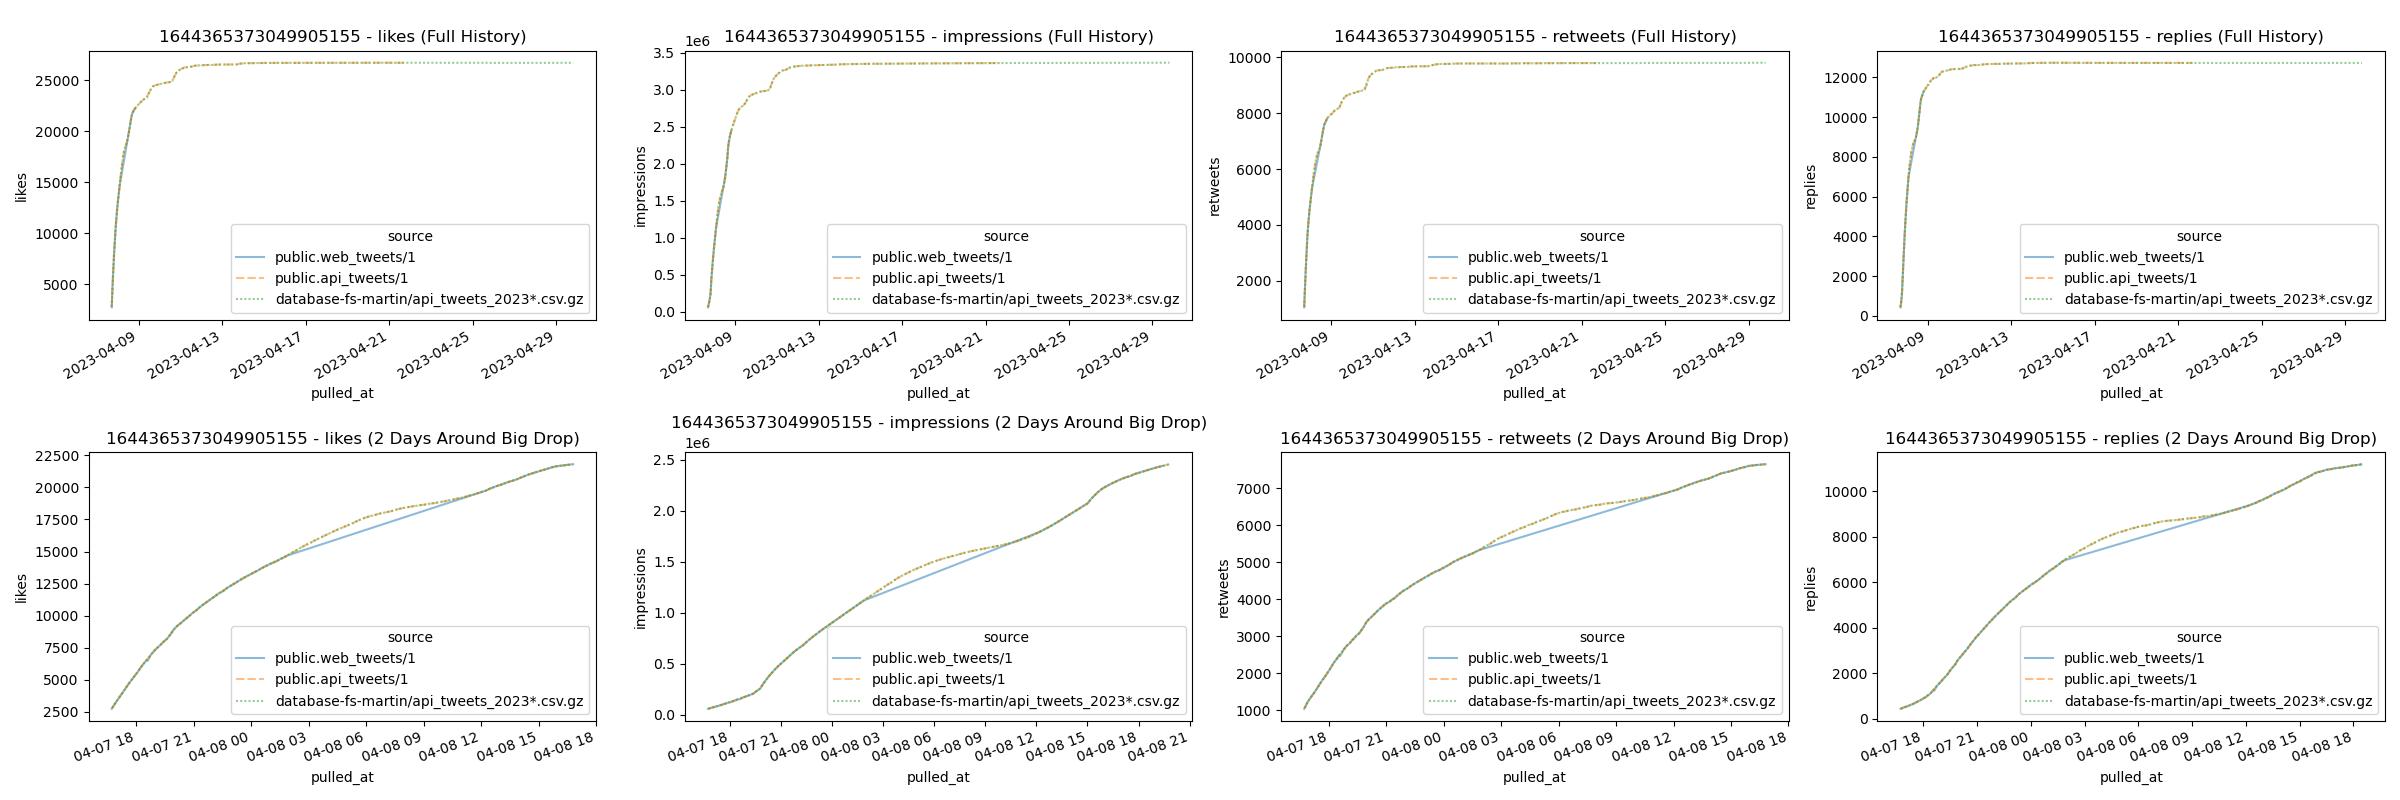 1644365373049905155 - likes (Full History)
25000
20000
15000
10000
5000
likes
source
public.web_tweets/1
public.api_tweets/1
database-fs-martin/api_tweets_2023*.csv.gz
2023-04-09
2023-04-13
2023-04-17
2023-04-21
2023-04-25
2023-04-29
pulled_at
1644365373049905155 - impressions (Full History)
1e6
3.5
3.0
2.5
2.0
1.5
1.0
0.5
0.0
impressions
source
public.web_tweets/1
public.api_tweets/1
database-fs-martin/api_tweets_2023*.csv.gz
2023-04-09
2023-04-13
2023-04-17
2023-04-21
2023-04-25
2023-04-29
pulled_at
1644365373049905155 - retweets (Full History)
10000
8000
6000
4000
2000
retweets
source
public.web_tweets/1
public.api_tweets/1
database-fs-martin/api_tweets_2023*.csv.gz
2023-04-09
2023-04-13
2023-04-17
2023-04-21
2023-04-25
2023-04-29
pulled_at
1644365373049905155 - replies (Full History)
12000
10000
8000
6000
4000
2000
0
replies
source
public.web_tweets/1
public.api_tweets/1
database-fs-martin/api_tweets_2023*.csv.gz
2023-04-09
2023-04-13
2023-04-17
2023-04-21
2023-04-25
2023-04-29
pulled_at
1644365373049905155 - likes (2 Days Around Big Drop)
22500
20000
17500
15000
12500
10000
7500
5000
2500
likes
source
public.web_tweets/1
public.api_tweets/1
database-fs-martin/api_tweets_2023*.csv.gz
04-07 18
04-07 21
04-08 00
04-08 03
04-08 06
04-08 09
04-08 12
04-08 15
04-08 18
pulled_at
1644365373049905155 - impressions (2 Days Around Big Drop)
1e6
2.5
2.0
1.5
1.0
0.5
0.0
impressions
source
public.web_tweets/1
public.api_tweets/1
database-fs-martin/api_tweets_2023*.csv.gz
04-07 18
04-07 21
04-08 00
04-08 03
04-08 06
04-08 09
04-08 12
04-08 15
04-08 18
04-08 21
pulled_at
1644365373049905155 - retweets (2 Days Around Big Drop)
7000
6000
5000
4000
3000
2000
1000
retweets
source
public.web_tweets/1
public.api_tweets/1
database-fs-martin/api_tweets_2023*.csv.gz
04-07 18
04-07 21
04-08 00
04-08 03
04-08 06
04-08 09
04-08 12
04-08 15
04-08 18
pulled_at
1644365373049905155 - replies (2 Days Around Big Drop)
10000
8000
6000
4000
2000
0
replies
source
public.web_tweets/1
public.api_tweets/1
database-fs-martin/api_tweets_2023*.csv.gz
04-07 18
04-07 21
04-08 00
04-08 03
04-08 06
04-08 09
04-08 12
04-08 15
04-08 18
pulled_at